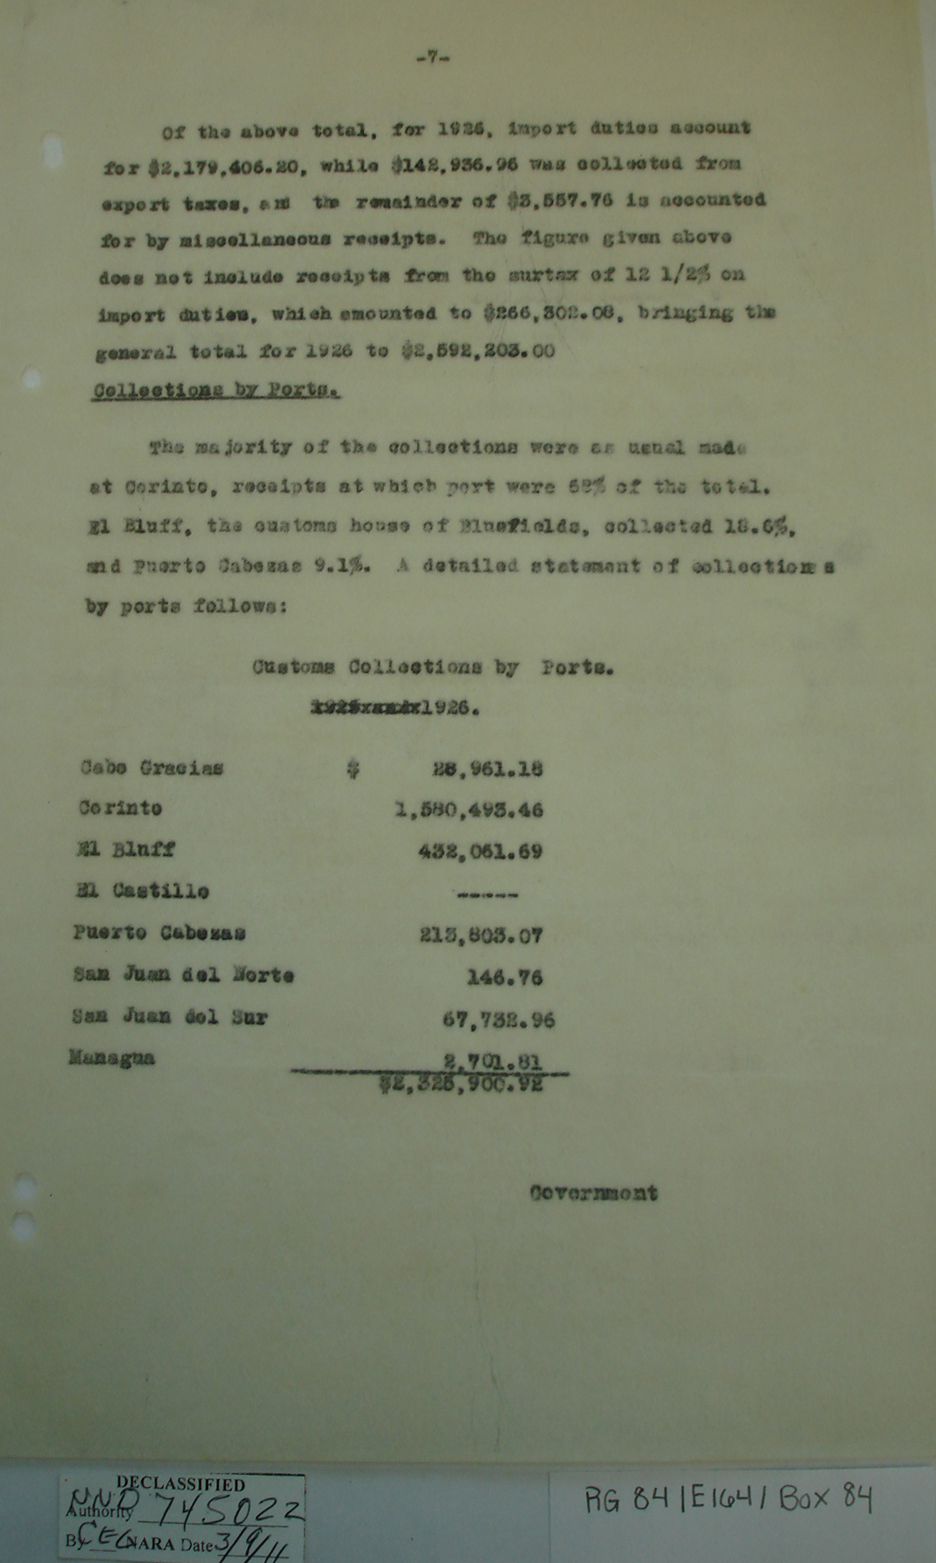 -7-
Of the above total, for 1926, import duties account
for $2,179,406.20, while $142,936.96 was collected from
export taxes, and the remainder of $3,557.76 is accounted
for by miscellaneous receipts. The figure given above
does not include receipts from the surtax of 12 1/2% on
import duties, which amounted to $266,302.08, bringing the
general total for 1926 to $2,592,203.00
Collections by Ports.
The majority of the collections were as usual made
at Corinto, receipts at which port were 68% of the total.
El Bluff, the customs house of Bluefields, collected 18.6%,
and Puerto Cabezas 9.1%. A detailed statement of collections
by ports follows:
Customs Collections by Ports.
1926.
Cabo Gracias $ 28,961.18
Corinto 1,580,493.46
El Bluff 432,061.69
El Castillo -----
Puerto Cabezas 213,803.07
San Juan del Norte 146.76
San Juan del Sur 67,732.96
Managua 2,701.81
$2,325,900.92
Government
DECLASSIFIED
Authority NND 745022
By CEG NARA Date 3/9/11
RG 84 | E164 | Box 84